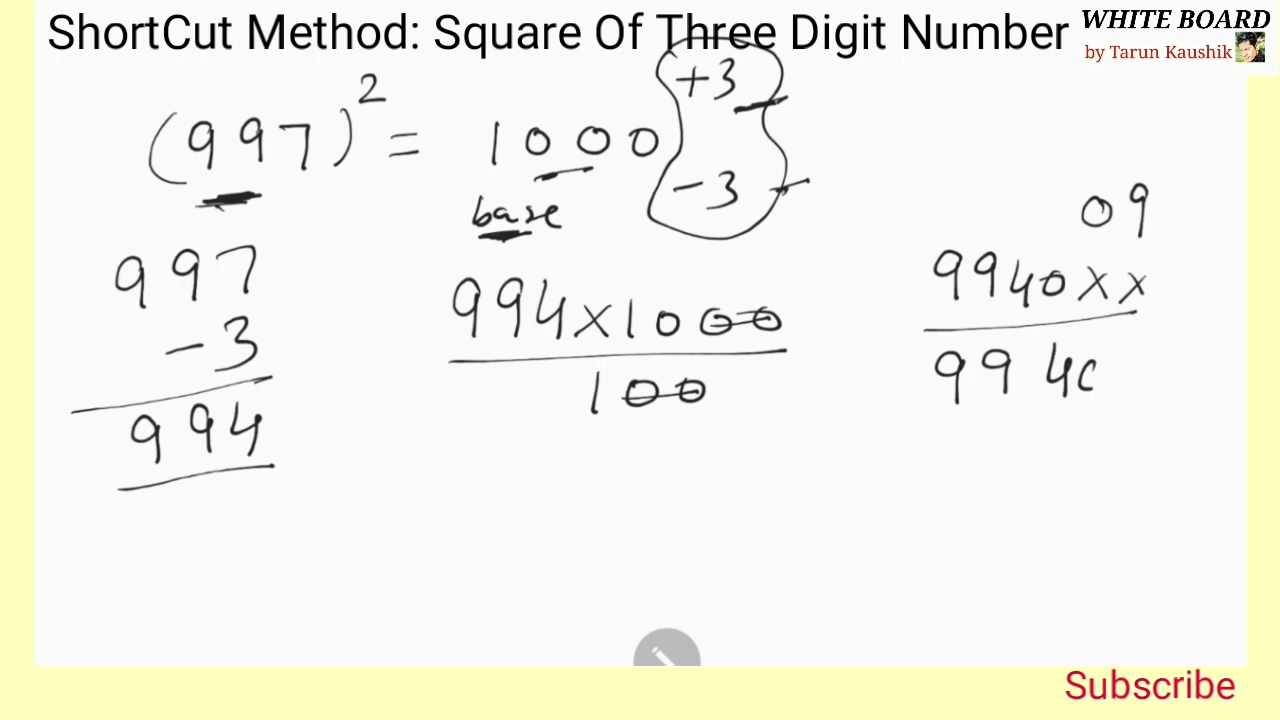 ShortCut Method: Square Of Three Digit Number
WHITE BOARD
by Tarun Kaushik
(997)² = 1000 +3
-3
base
997
-3
994
994×1000
100
09
9940××
9940
Subscribe